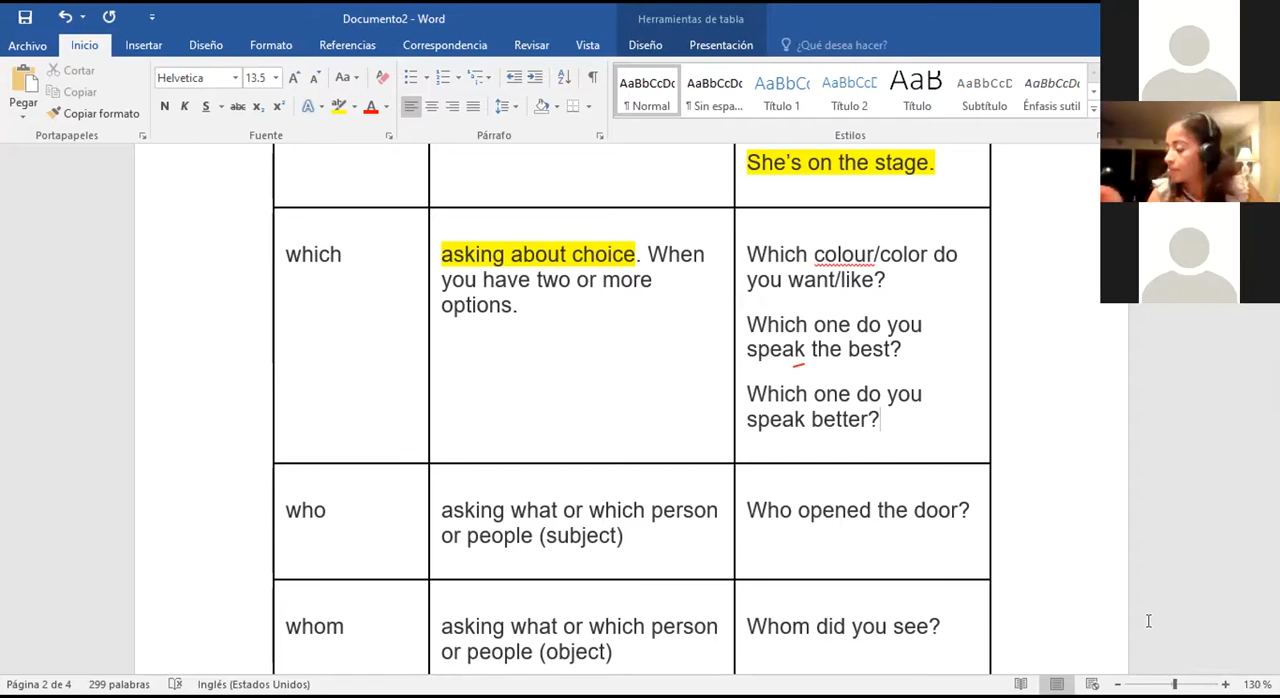 Documento2 - Word
Herramientas de tabla
Archivo Inicio Insertar Diseño Formato Referencias Correspondencia Revisar Vista Diseño Presentación ¿Qué desea hacer?
Cortar
Copiar
Copiar formato
Pegar
Helvetica 13.5 Aa
N K S abc x₂ x² A A
AaBbCcDc AaBbCcDc AaBbCc AaBbCcD AaB AaBbCcD AaBbCcDc
¶ Normal ¶ Sin espa... Título 1 Título 2 Título Subtítulo Énfasis sutil
Portapapeles Fuente Párrafo Estilos
She's on the stage.
which
asking about choice. When
you have two or more
options.
Which colour/color do
you want/like?
Which one do you
speak the best?
Which one do you
speak better?
who
asking what or which person
or people (subject)
Who opened the door?
whom
asking what or which person
or people (object)
Whom did you see?
Página 2 de 4 299 palabras Inglés (Estados Unidos) 130 %